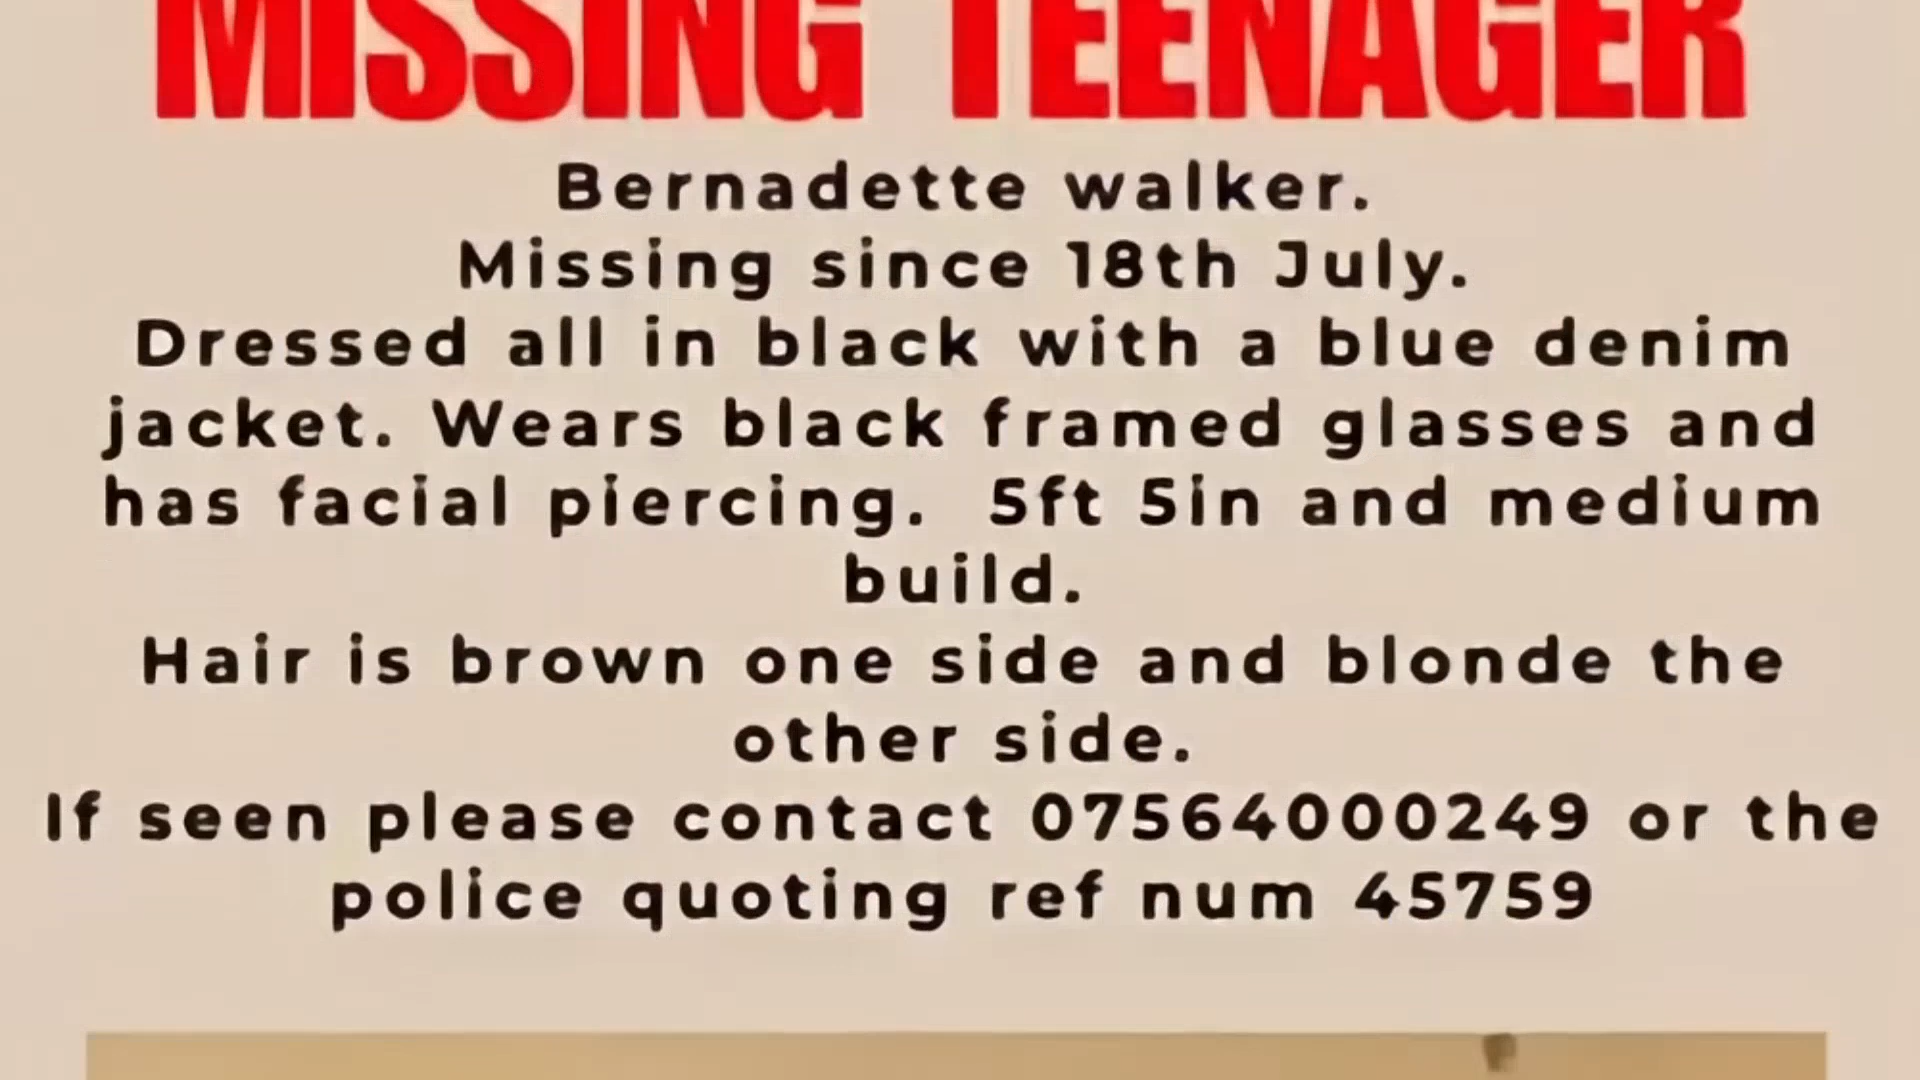 MISSING TEENAGER
Bernadette walker.
Missing since 18th July.
Dressed all in black with a blue denim
jacket. Wears black framed glasses and
has facial piercing.  5ft 5in and medium
build.
Hair is brown one side and blonde the
other side.
If seen please contact 07564000249 or the
police quoting ref num 45759